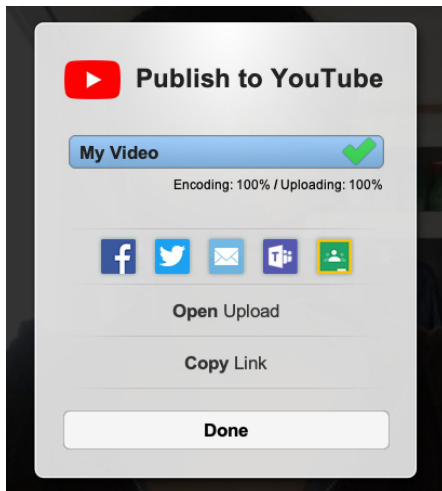 Publish to YouTube
My Video
Encoding: 100% / Uploading: 100%
Open Upload
Copy Link
Done